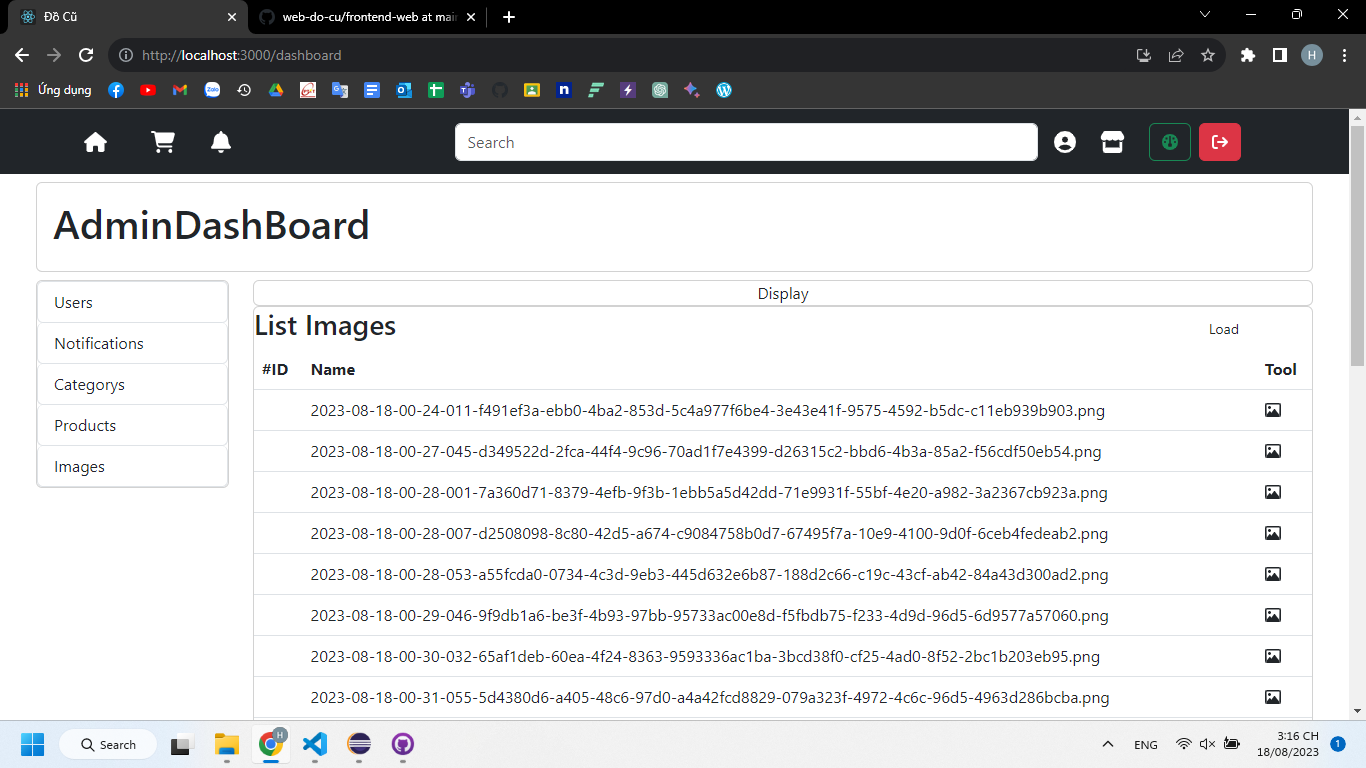 Đồ Cũ
web-do-cu/frontend-web at mai
http://localhost:3000/dashboard
H
Ứng dụng
Zalo
n
Search
AdminDashBoard
Users
Notifications
Categorys
Products
Images
Display
List Images
Load
#ID Name Tool
2023-08-18-00-24-011-f491ef3a-ebb0-4ba2-853d-5c4a977f6be4-3e43e41f-9575-4592-b5dc-c11eb939b903.png
2023-08-18-00-27-045-d349522d-2fca-44f4-9c96-70ad1f7e4399-d26315c2-bbd6-4b3a-85a2-f56cdf50eb54.png
2023-08-18-00-28-001-7a360d71-8379-4efb-9f3b-1ebb5a5d42dd-71e9931f-55bf-4e20-a982-3a2367cb923a.png
2023-08-18-00-28-007-d2508098-8c80-42d5-a674-c9084758b0d7-67495f7a-10e9-4100-9d0f-6ceb4fedeab2.png
2023-08-18-00-28-053-a55fcda0-0734-4c3d-9eb3-445d632e6b87-188d2c66-c19c-43cf-ab42-84a43d300ad2.png
2023-08-18-00-29-046-9f9db1a6-be3f-4b93-97bb-95733ac00e8d-f5fbdb75-f233-4d9d-96d5-6d9577a57060.png
2023-08-18-00-30-032-65af1deb-60ea-4f24-8363-9593336ac1ba-3bcd38f0-cf25-4ad0-8f52-2bc1b203eb95.png
2023-08-18-00-31-055-5d4380d6-a405-48c6-97d0-a4a42fcd8829-079a323f-4972-4c6c-96d5-4963d286bcba.png
Search
H
ENG
3:16 CH
18/08/2023
1